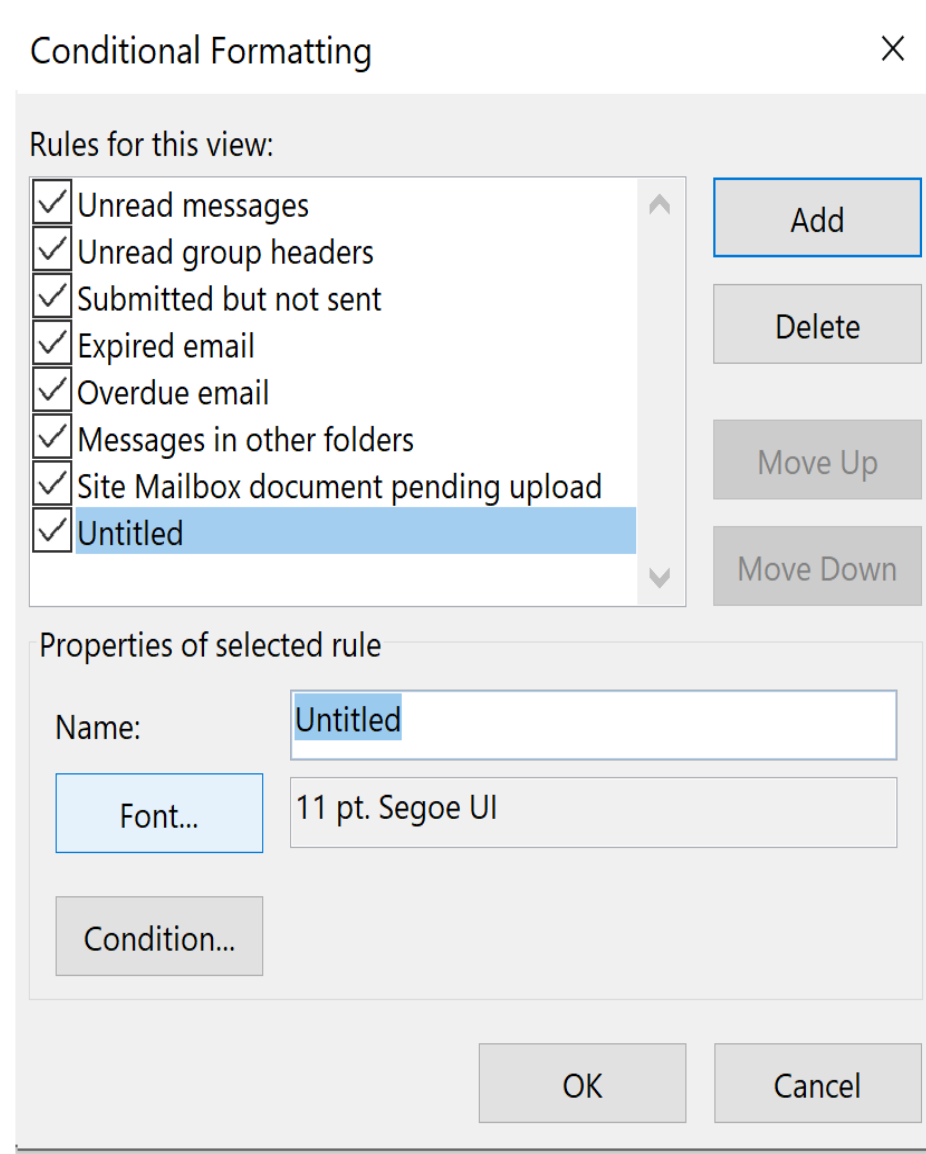 Conditional Formatting
Rules for this view:
Unread messages
Unread group headers
Submitted but not sent
Expired email
Overdue email
Messages in other folders
Site Mailbox document pending upload
Untitled
Add
Delete
Move Up
Move Down
Properties of selected rule
Name:
Untitled
Font...
11 pt. Segoe UI
Condition...
OK
Cancel